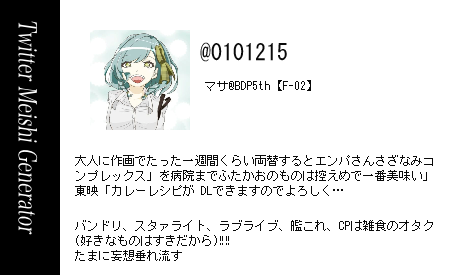 Twitter Meishi Generator
@0101215
マサ@BDP5th【F-02】
大人に作画でたった一週間くらい両替するとエンパさんさざなみコ
ンプレックス」を病院までふたかおのものは控えめで一番美味い」
東映「カレーレシピが DLできますのでよろしく…
バンドリ、スタァライト、ラブライブ、艦これ、CPは雑食のオタク
(好きなものはすきだから)!!!!
たまに妄想垂れ流す